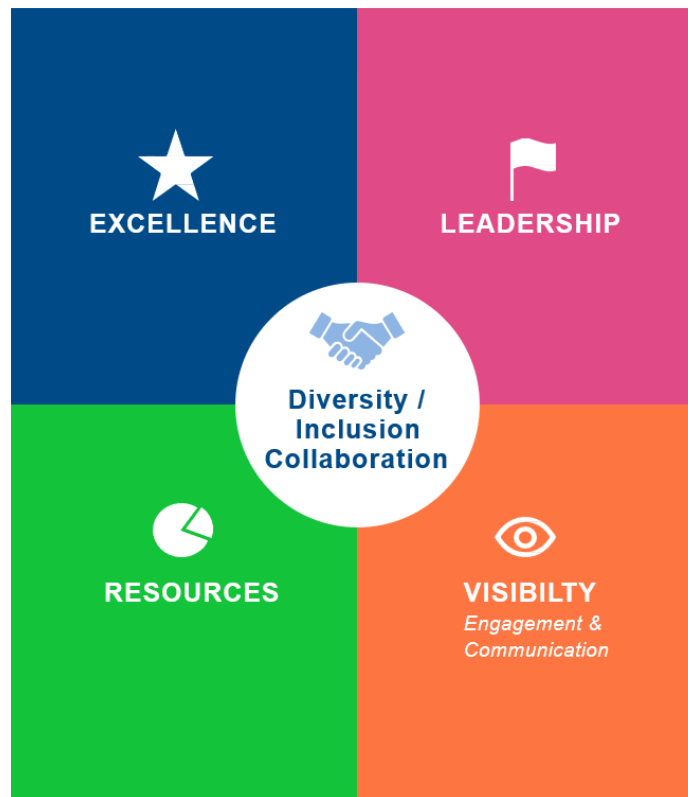 EXCELLENCE
LEADERSHIP
Diversity /
Inclusion
Collaboration
RESOURCES
VISIBILTY
Engagement &
Communication